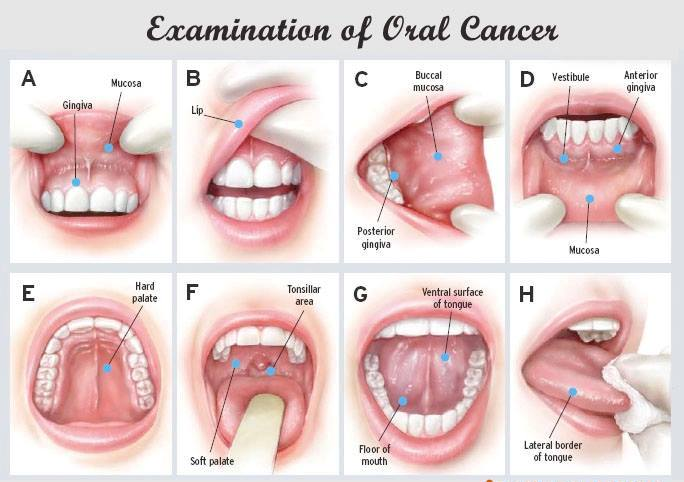 Examination of Oral Cancer
A
Gingiva
Mucosa
B
Lip
C
Buccal
mucosa
Posterior
gingiva
D
Vestibule
Anterior
gingiva
Mucosa
E
Hard
palate
F
Tonsillar
area
Soft palate
G
Ventral surface
of tongue
Floor of
mouth
H
Lateral border
of tongue